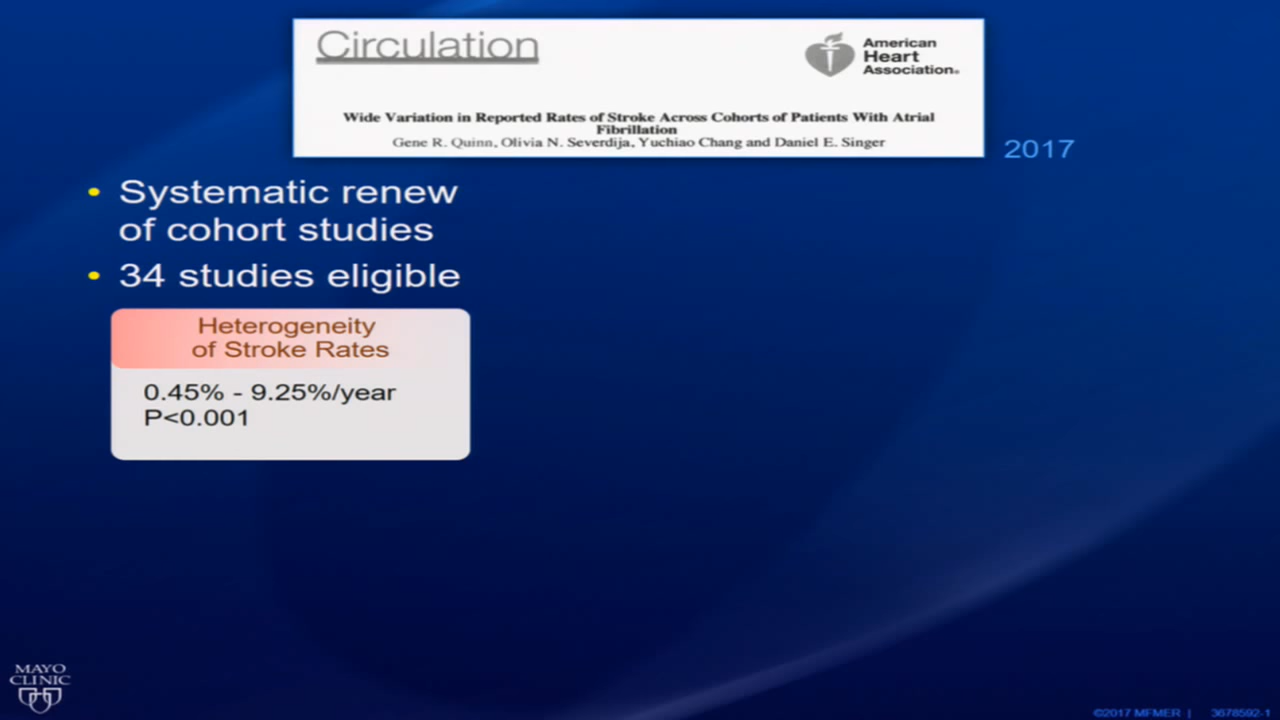 Circulation
American
Heart
Association.
Wide Variation in Reported Rates of Stroke Across Cohorts of Patients With Atrial
Fibrillation
Gene R. Quinn, Olivia N. Severdija, Yuchiao Chang and Daniel E. Singer
2017
• Systematic renew
of cohort studies
• 34 studies eligible
Heterogeneity
of Stroke Rates
0.45% - 9.25%/year
P<0.001
MAYO
CLINIC
©2017 MFMER | 3678592-1